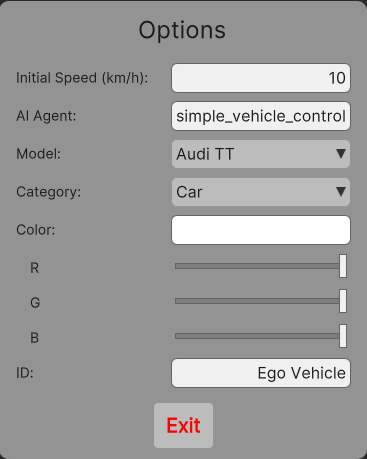 Options
Initial Speed (km/h): 10
AI Agent: simple_vehicle_control
Model: Audi TT
Category: Car
Color:
R
G
B
ID: Ego Vehicle
Exit